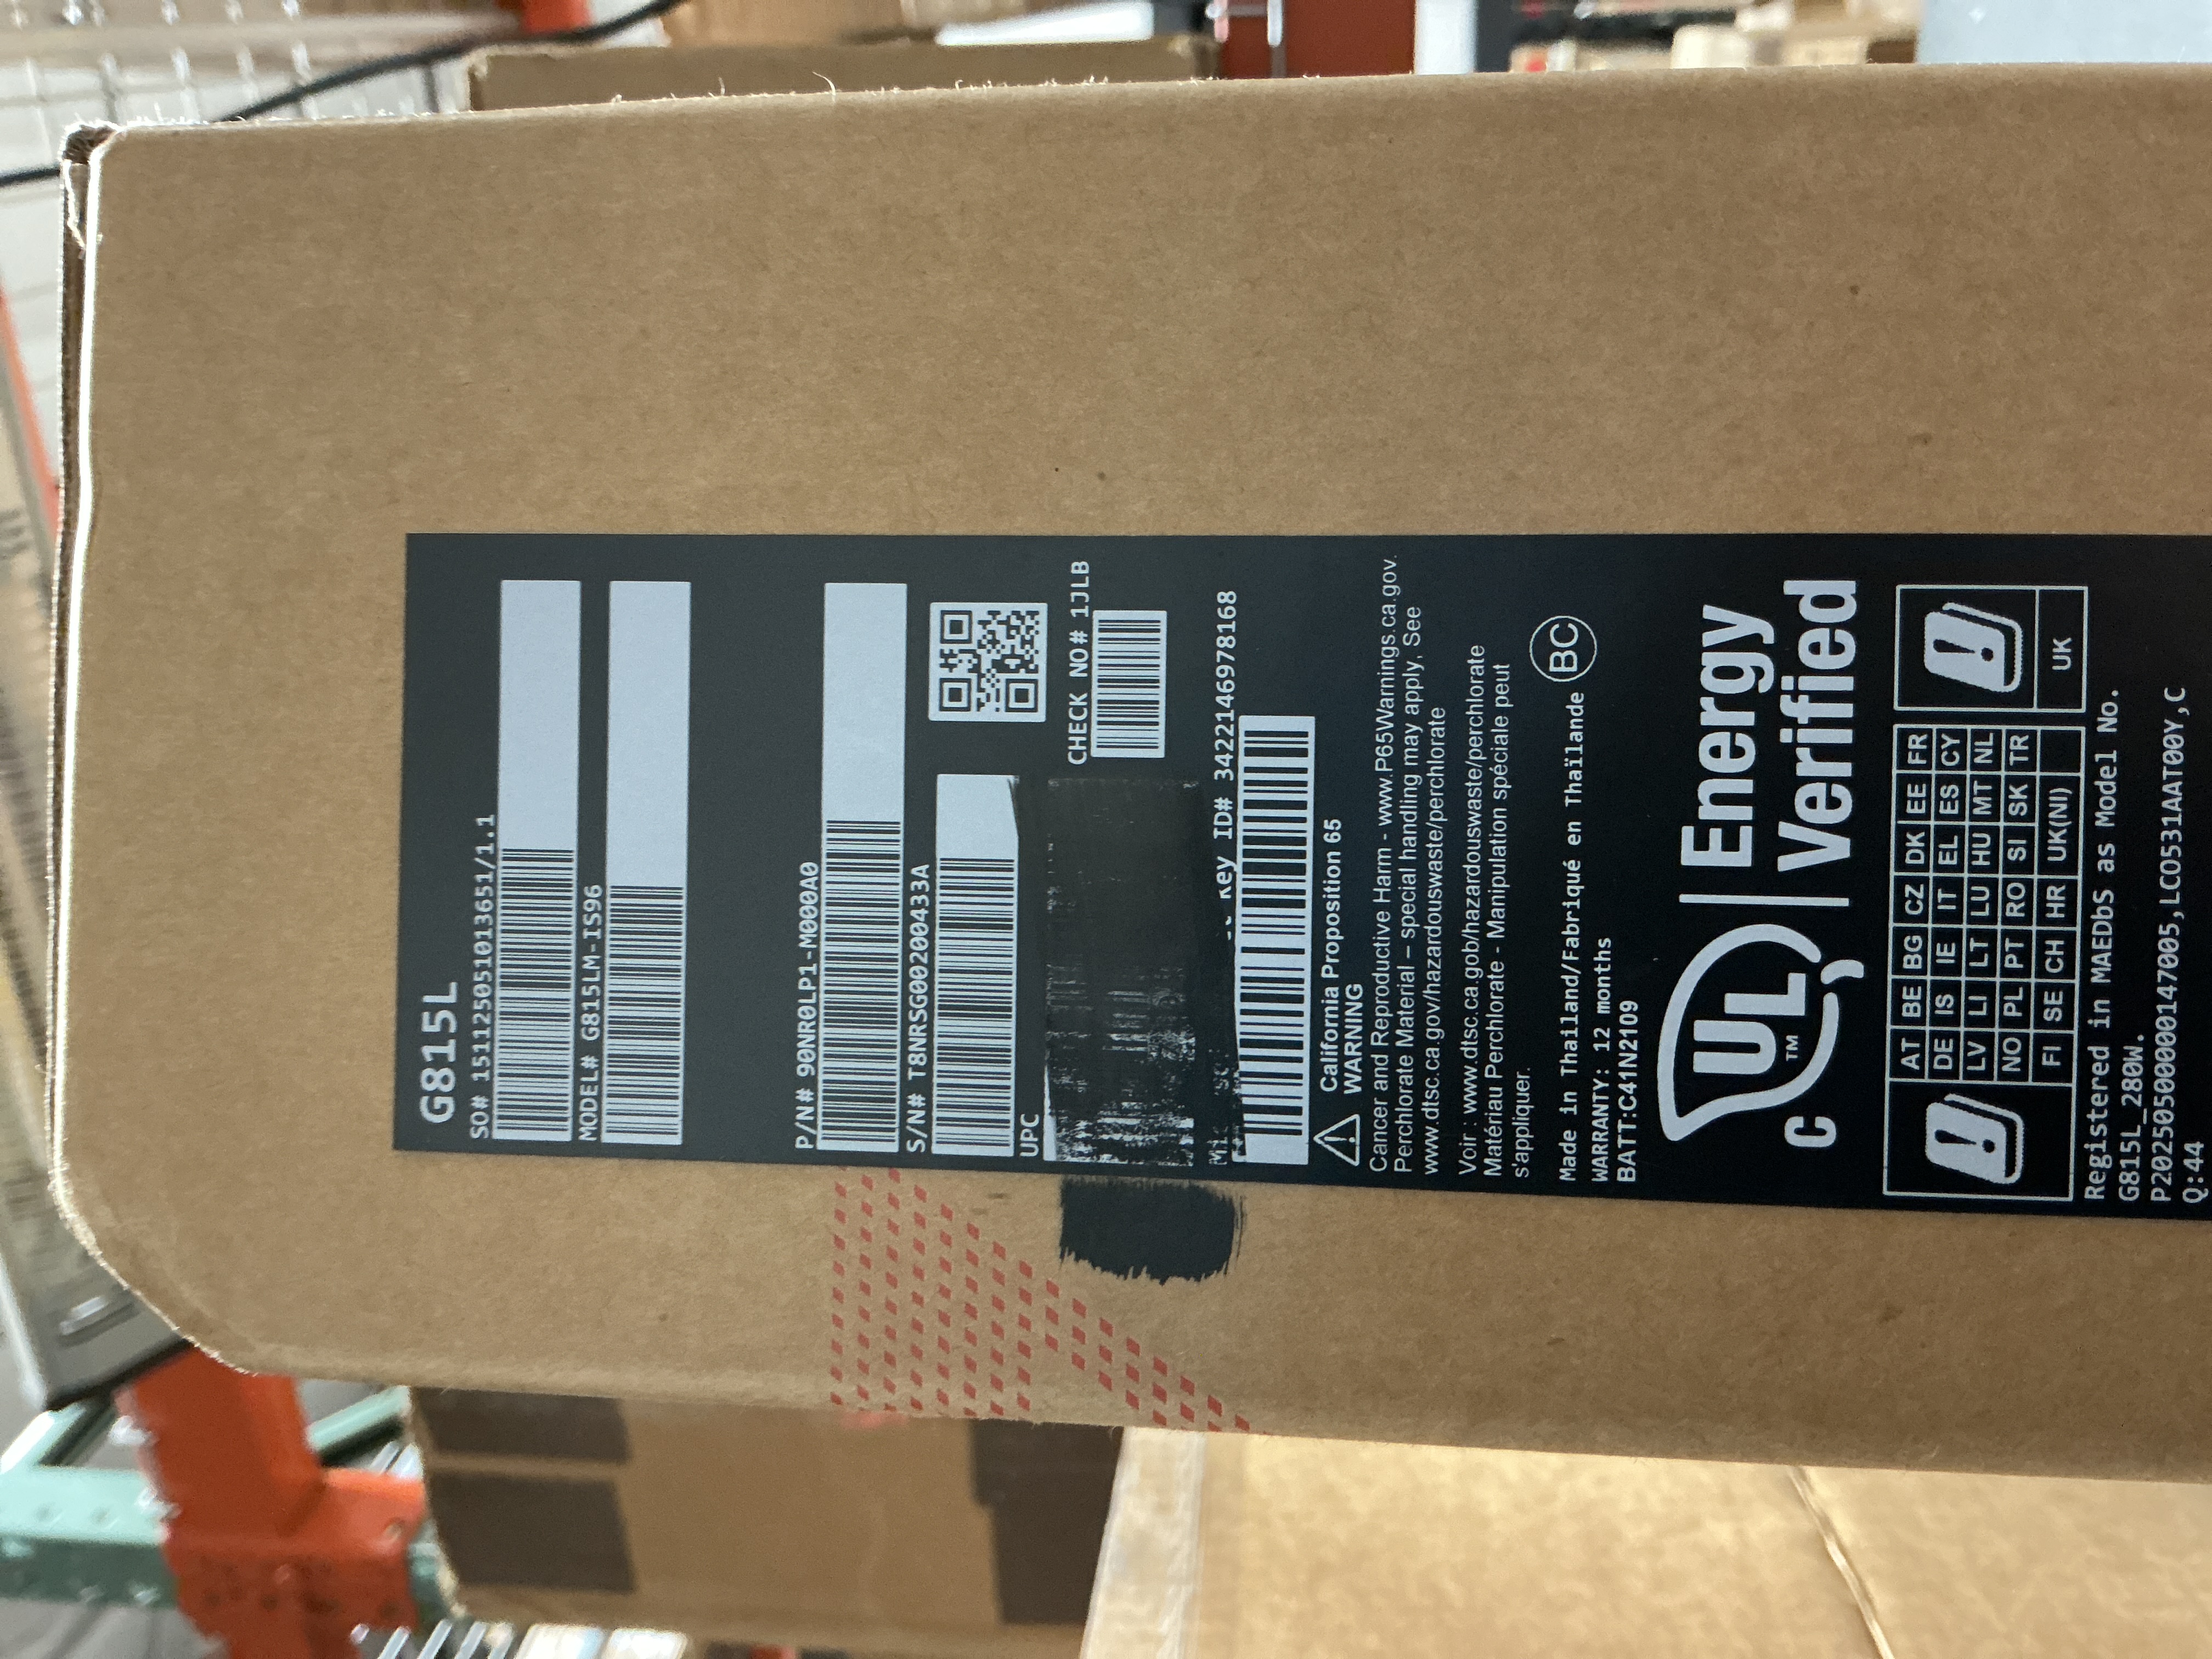 G815L
SO# 1511250510136​51/1.1
MODEL# G815LM-IS96
P/N# 90NR0LP1-M000A0
S/N# T8NRSG00200433A
CHECK NO# 1JLB
UPC
Key ID# 3422146978168
California Proposition 65
WARNING
Cancer and Reproductive Harm - www.P65Warnings.ca.gov.
Perchlorate Material – special handling may apply, See
www.dtsc.ca.gov/hazardouswaste/perchlorate
Voir : www.dtsc.ca.gob/hazardouswaste/perchlorate
Matériau Perchlorate - Manipulation spéciale peut
s'appliquer.
Made in Thailand/Fabriqué en Thaïlande BC
WARRANTY: 12 months
BATT:C41N2109
C UL ™ Energy
Verified
AT BE BG CZ DK EE FR
DE IS IE IT EL ES CY
LV LI LT LU HU MT NL
NO PL PT RO SI SK TR
FI SE CH HR UK(NI)
UK
Registered in MAEDbS as Model No.
G815L_280W.
P2025050000147005,LCO531AAT00Y,C
Q:44